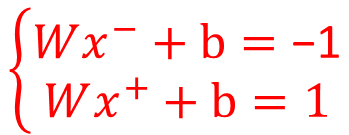 Wx⁻ + b = −1
Wx⁺ + b = 1